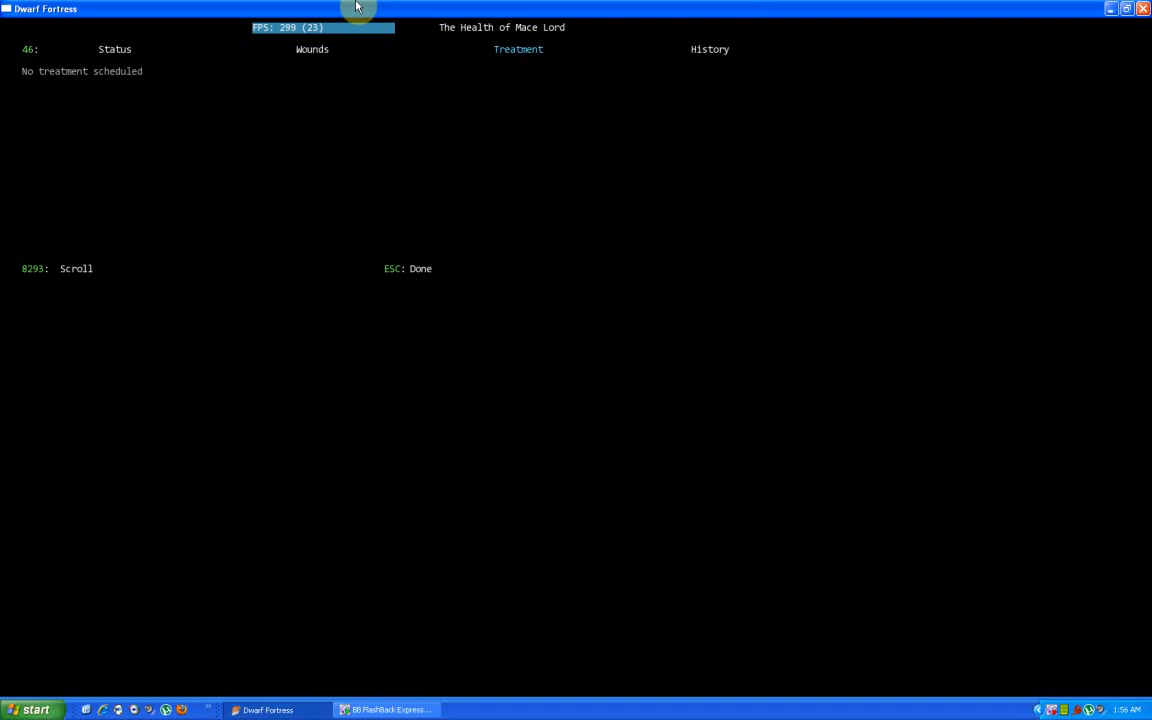 Dwarf Fortress
FPS: 299 (23) The Health of Mace Lord
46: Status Wounds Treatment History
No treatment scheduled
8293: Scroll ESC: Done
start Dwarf Fortress BB FlashBack Express... 1:56 AM